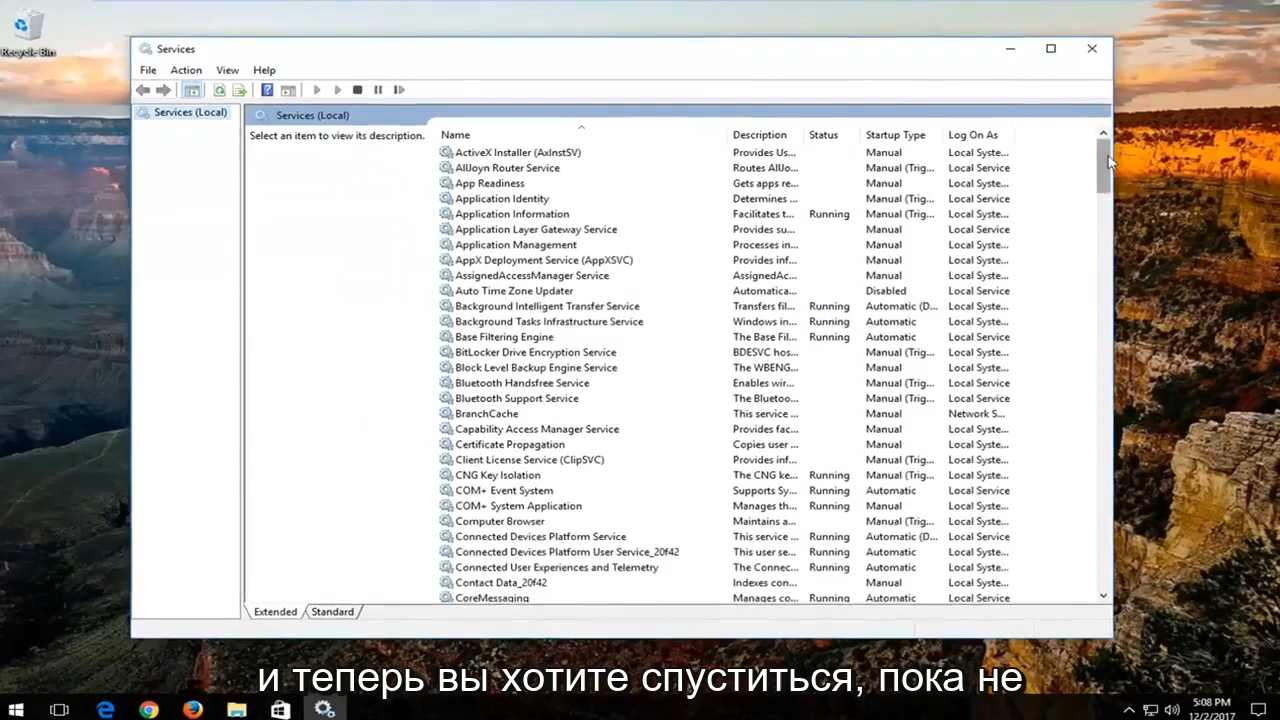 Recycle Bin
Services
File Action View Help
Services (Local)
Services (Local)
Select an item to view its description.
Name Description Status Startup Type Log On As
ActiveX Installer (AxInstSV) Provides Us... Manual Local Syste...
AllJoyn Router Service Routes AllJo... Manual (Trig... Local Service
App Readiness Gets apps re... Manual Local Syste...
Application Identity Determines ... Manual (Trig... Local Service
Application Information Facilitates t... Running Manual (Trig... Local Syste...
Application Layer Gateway Service Provides su... Manual Local Service
Application Management Processes in... Manual Local Syste...
AppX Deployment Service (AppXSVC) Provides inf... Manual Local Syste...
AssignedAccessManager Service AssignedAc... Manual Local Syste...
Auto Time Zone Updater Automatica... Disabled Local Service
Background Intelligent Transfer Service Transfers fil... Running Automatic (D... Local Syste...
Background Tasks Infrastructure Service Windows in... Running Automatic Local Syste...
Base Filtering Engine The Base Fil... Running Automatic Local Service
BitLocker Drive Encryption Service BDESVC hos... Manual (Trig... Local Syste...
Block Level Backup Engine Service The WBENG... Manual Local Syste...
Bluetooth Handsfree Service Enables wir... Manual (Trig... Local Service
Bluetooth Support Service The Bluetoo... Manual (Trig... Local Service
BranchCache This service ... Manual Network S...
Capability Access Manager Service Provides fac... Manual Local Syste...
Certificate Propagation Copies user ... Manual Local Syste...
Client License Service (ClipSVC) Provides inf... Manual (Trig... Local Syste...
CNG Key Isolation The CNG ke... Running Manual (Trig... Local Syste...
COM+ Event System Supports Sy... Running Automatic Local Service
COM+ System Application Manages th... Running Manual Local Syste...
Computer Browser Maintains a... Manual (Trig... Local Syste...
Connected Devices Platform Service This service ... Running Automatic (D... Local Service
Connected Devices Platform User Service_20f42 This user se... Running Automatic Local Syste...
Connected User Experiences and Telemetry The Connec... Running Automatic Local Syste...
Contact Data_20f42 Indexes con... Manual Local Syste...
CoreMessaging Manages co... Running Automatic Local Service
Extended Standard
и теперь вы хотите спуститься, пока не
5:08 PM
12/2/2017